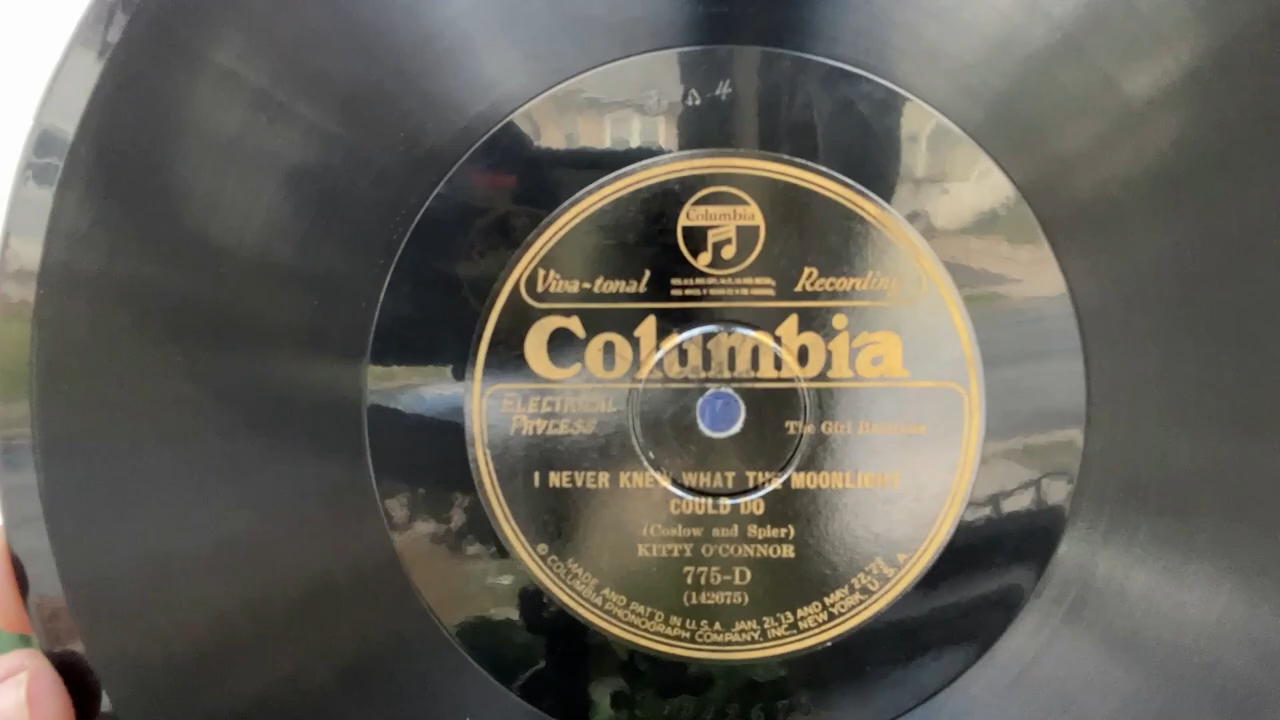 4
Columbia
Viva-tonal Recording
Columbia
ELECTRICAL
PROCESS
The Girl Baritone
I NEVER KNEW WHAT THE MOONLIGHT
COULD DO
(Coslow and Spier)
KITTY O'CONNOR
775-D
(142675)
MADE AND PAT'D IN U.S.A. JAN. 21, '13 AND MAY 22, '23
© COLUMBIA PHONOGRAPH COMPANY, INC., NEW YORK, U.S.A.